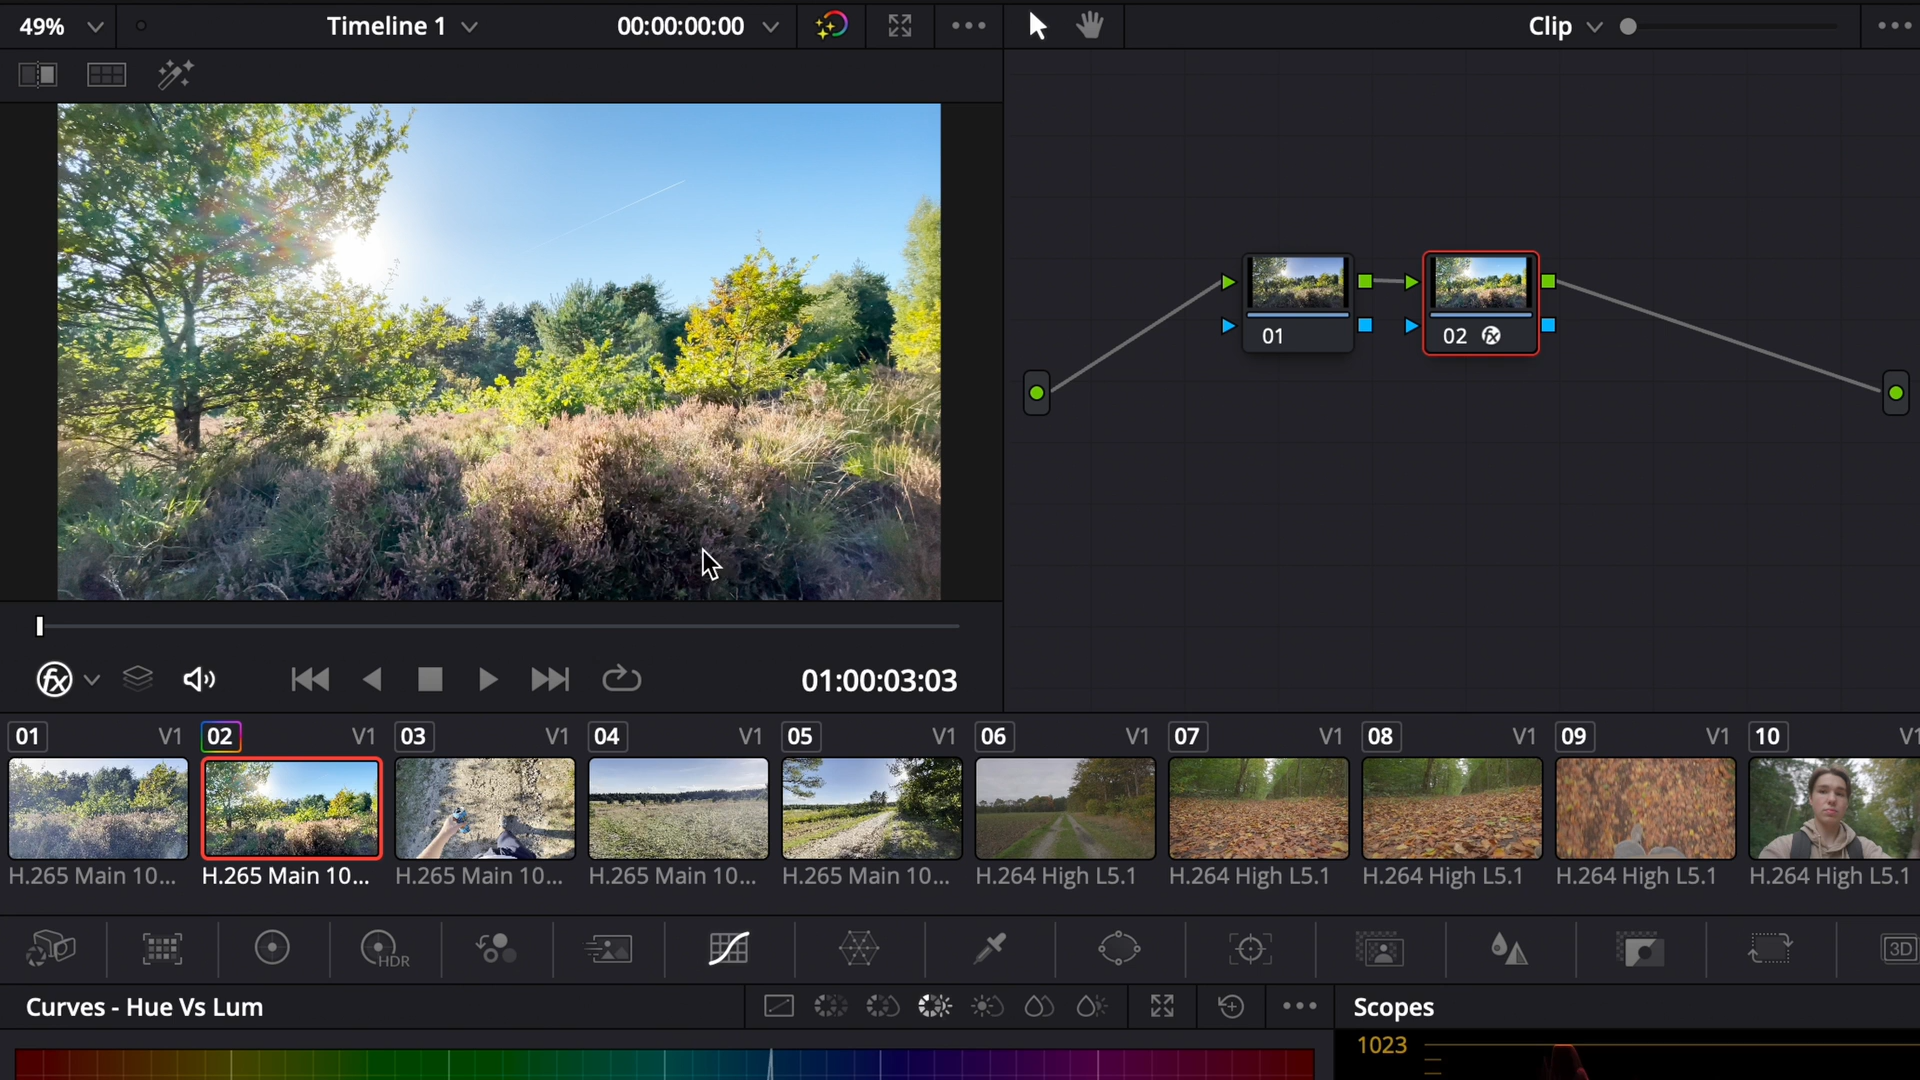 49%
Timeline 1
00:00:00:00
Clip
01
02 fx
fx
01:00:03:03
01 V1
02 V1
03 V1
04 V1
05 V1
06 V1
07 V1
08 V1
09 V1
10 V1
H.265 Main 10...
H.265 Main 10...
H.265 Main 10...
H.265 Main 10...
H.265 Main 10...
H.264 High L5.1
H.264 High L5.1
H.264 High L5.1
H.264 High L5.1
H.264 High L5.1
HDR
3D
Curves - Hue Vs Lum
Scopes
1023